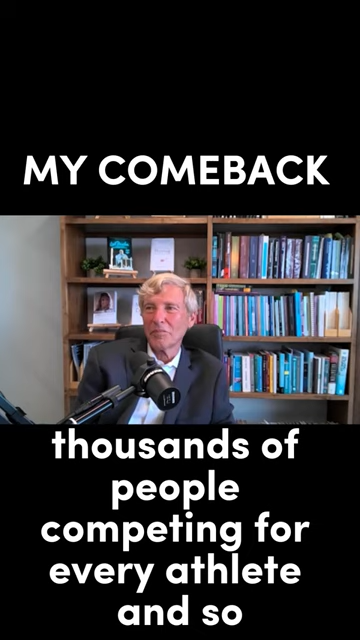 MY COMEBACK
thousands of
people
competing for
every athlete
and so